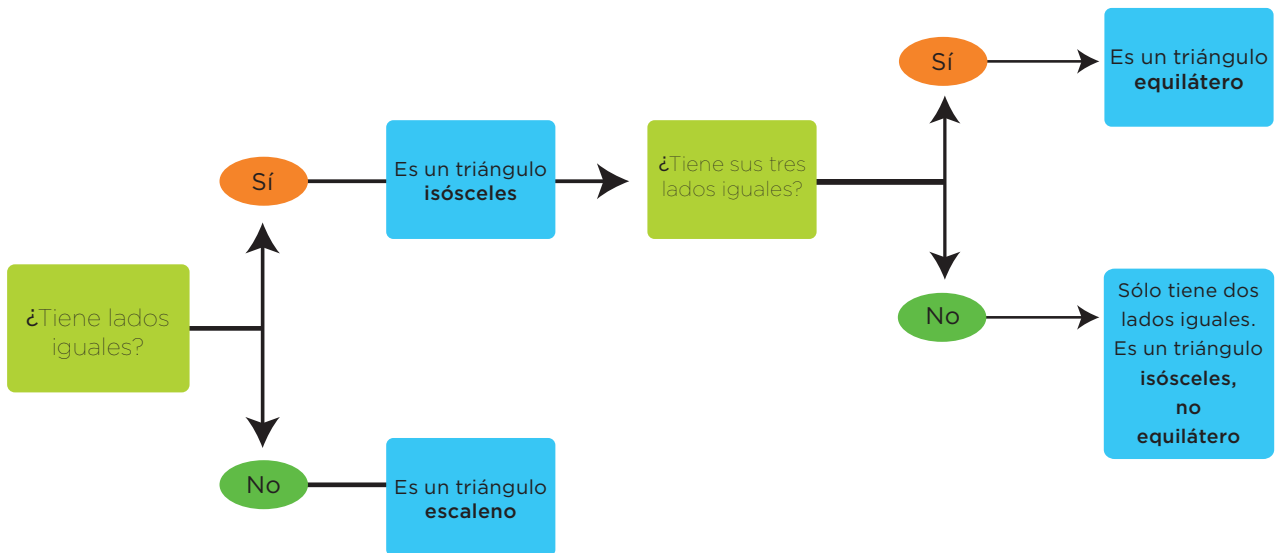 ¿Tiene lados
iguales?
Sí
Es un triángulo
isósceles
No
Es un triángulo
escaleno
¿Tiene sus tres
lados iguales?
Sí
Es un triángulo
equilátero
No
Sólo tiene dos
lados iguales.
Es un triángulo
isósceles,
no
equilátero